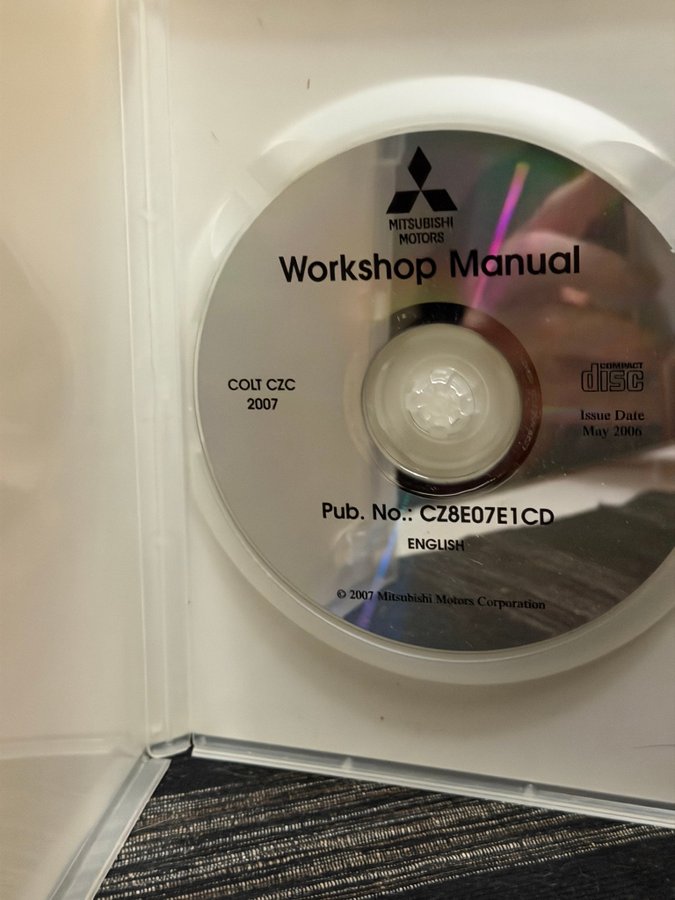 MITSUBISHI
MOTORS
Workshop Manual
COLT CZC
2007
COMPACT
disc
Issue Date
May 2006
Pub. No.: CZ8E07E1CD
ENGLISH
© 2007 Mitsubishi Motors Corporation